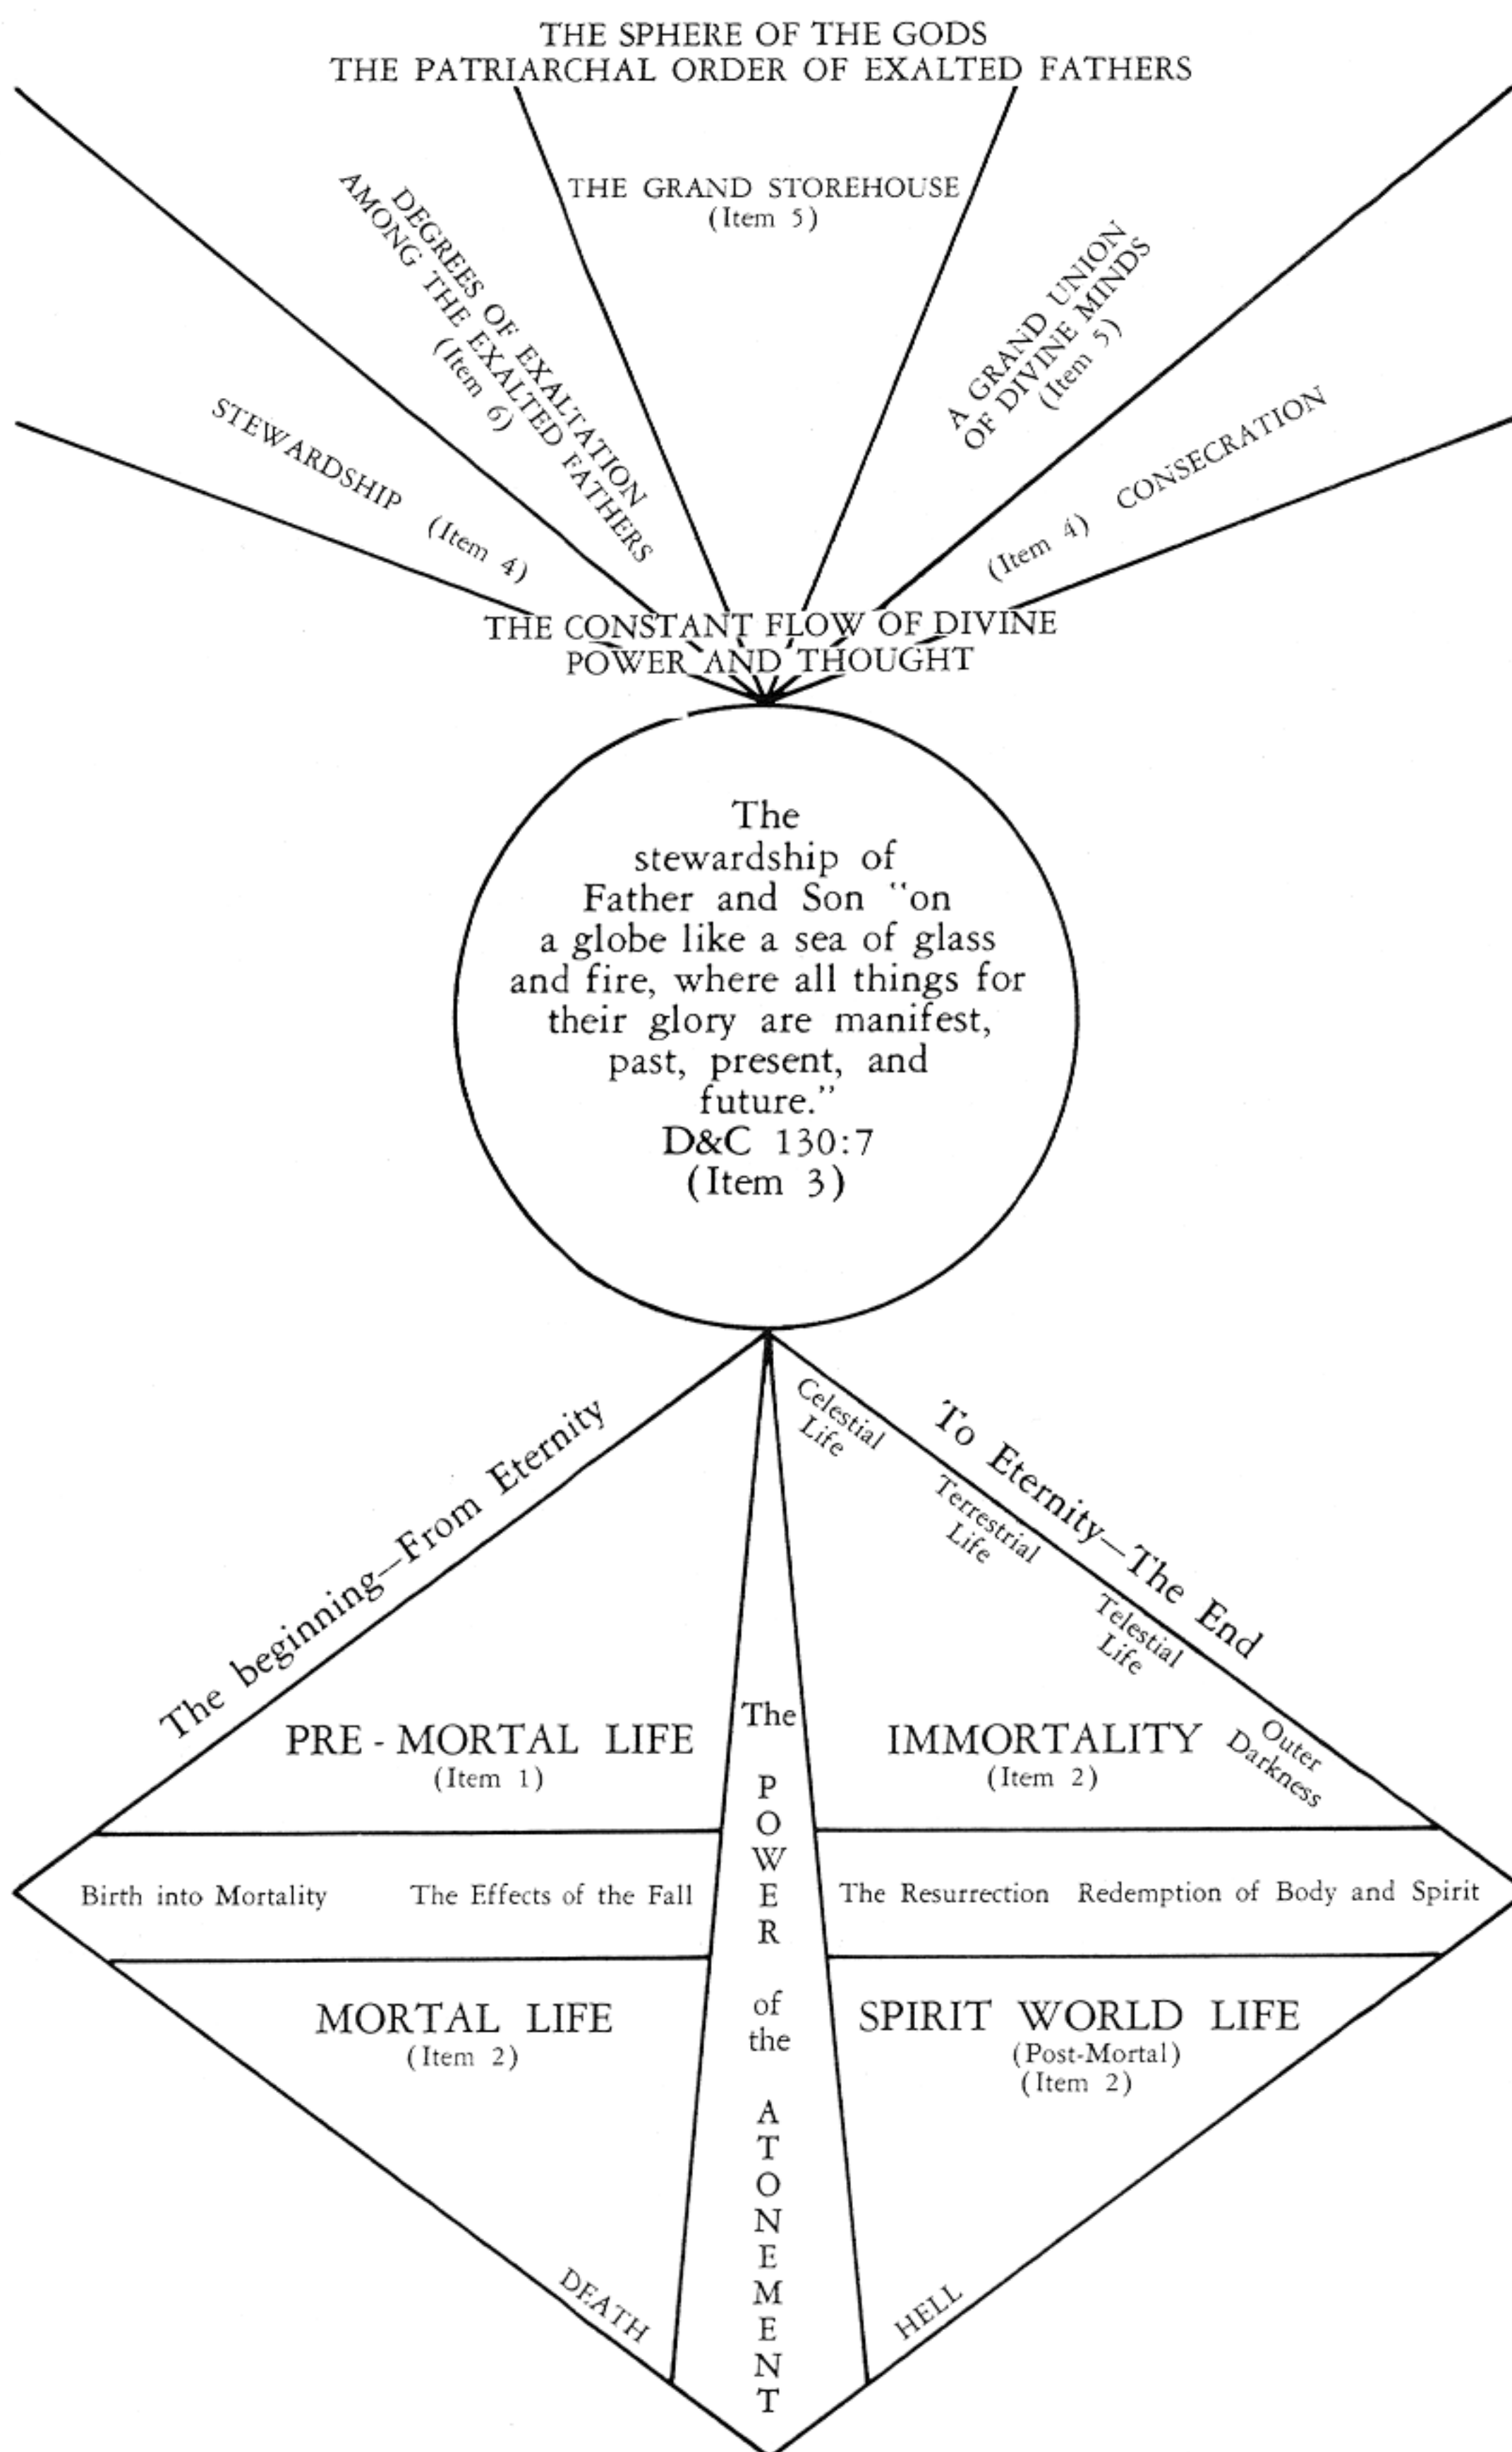 THE SPHERE OF THE GODS
THE PATRIARCHAL ORDER OF EXALTED FATHERS
THE GRAND STOREHOUSE
(Item 5)
DEGREES OF EXALTATION
AMONG THE EXALTED FATHERS
(Item 6)
A GRAND UNION
OF DIVINE MINDS
(Item 5)
STEWARDSHIP (Item 4)
(Item 4) CONSECRATION
THE CONSTANT FLOW OF DIVINE
POWER AND THOUGHT
The
stewardship of
Father and Son “on
a globe like a sea of glass
and fire, where all things for
their glory are manifest,
past, present, and
future.”
D&C 130:7
(Item 3)
The beginning—From Eternity
To Eternity—The End
Celestial
Life
Terrestrial
Life
Telestial
Life
Outer
Darkness
PRE - MORTAL LIFE
(Item 1)
IMMORTALITY
(Item 2)
Birth into Mortality The Effects of the Fall
The Resurrection Redemption of Body and Spirit
MORTAL LIFE
(Item 2)
SPIRIT WORLD LIFE
(Post-Mortal)
(Item 2)
DEATH
HELL
The
P
O
W
E
R
of
the
A
T
O
N
E
M
E
N
T